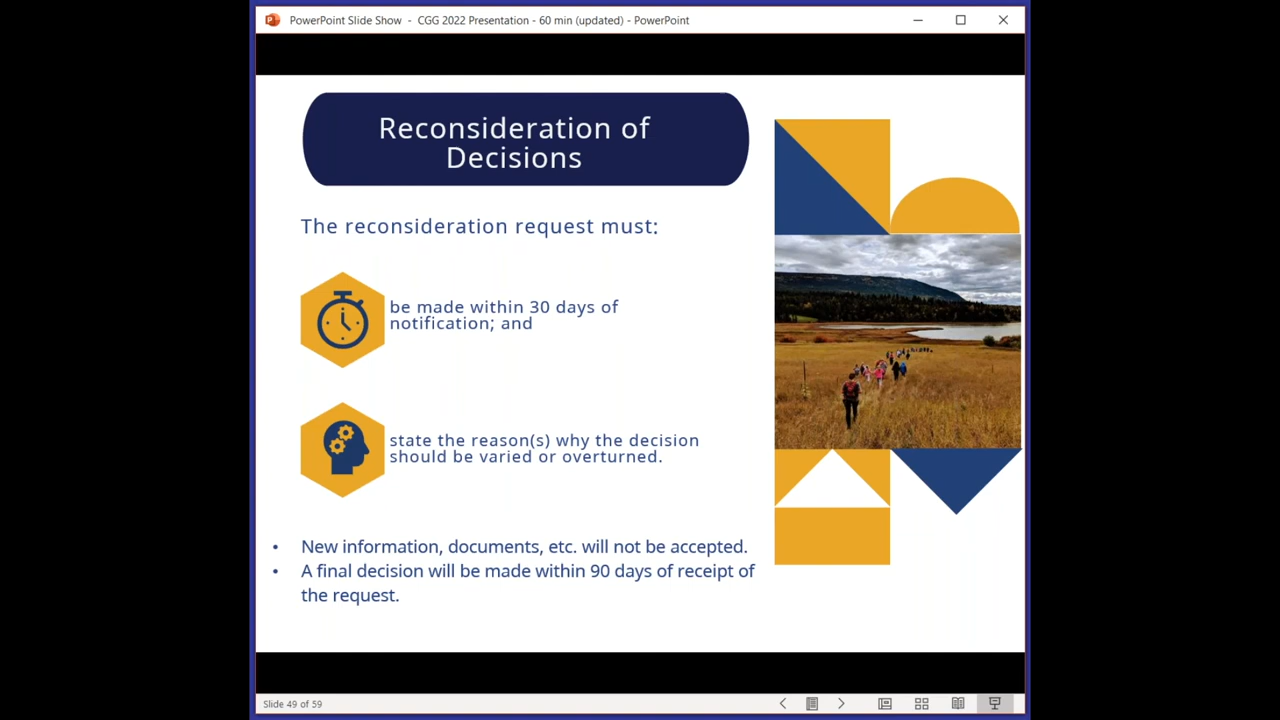 PowerPoint Slide Show - CGG 2022 Presentation - 60 min (updated) - PowerPoint
Reconsideration of
Decisions
The reconsideration request must:
be made within 30 days of
notification; and
state the reason(s) why the decision
should be varied or overturned.
• New information, documents, etc. will not be accepted.
• A final decision will be made within 90 days of receipt of
the request.
Slide 49 of 59